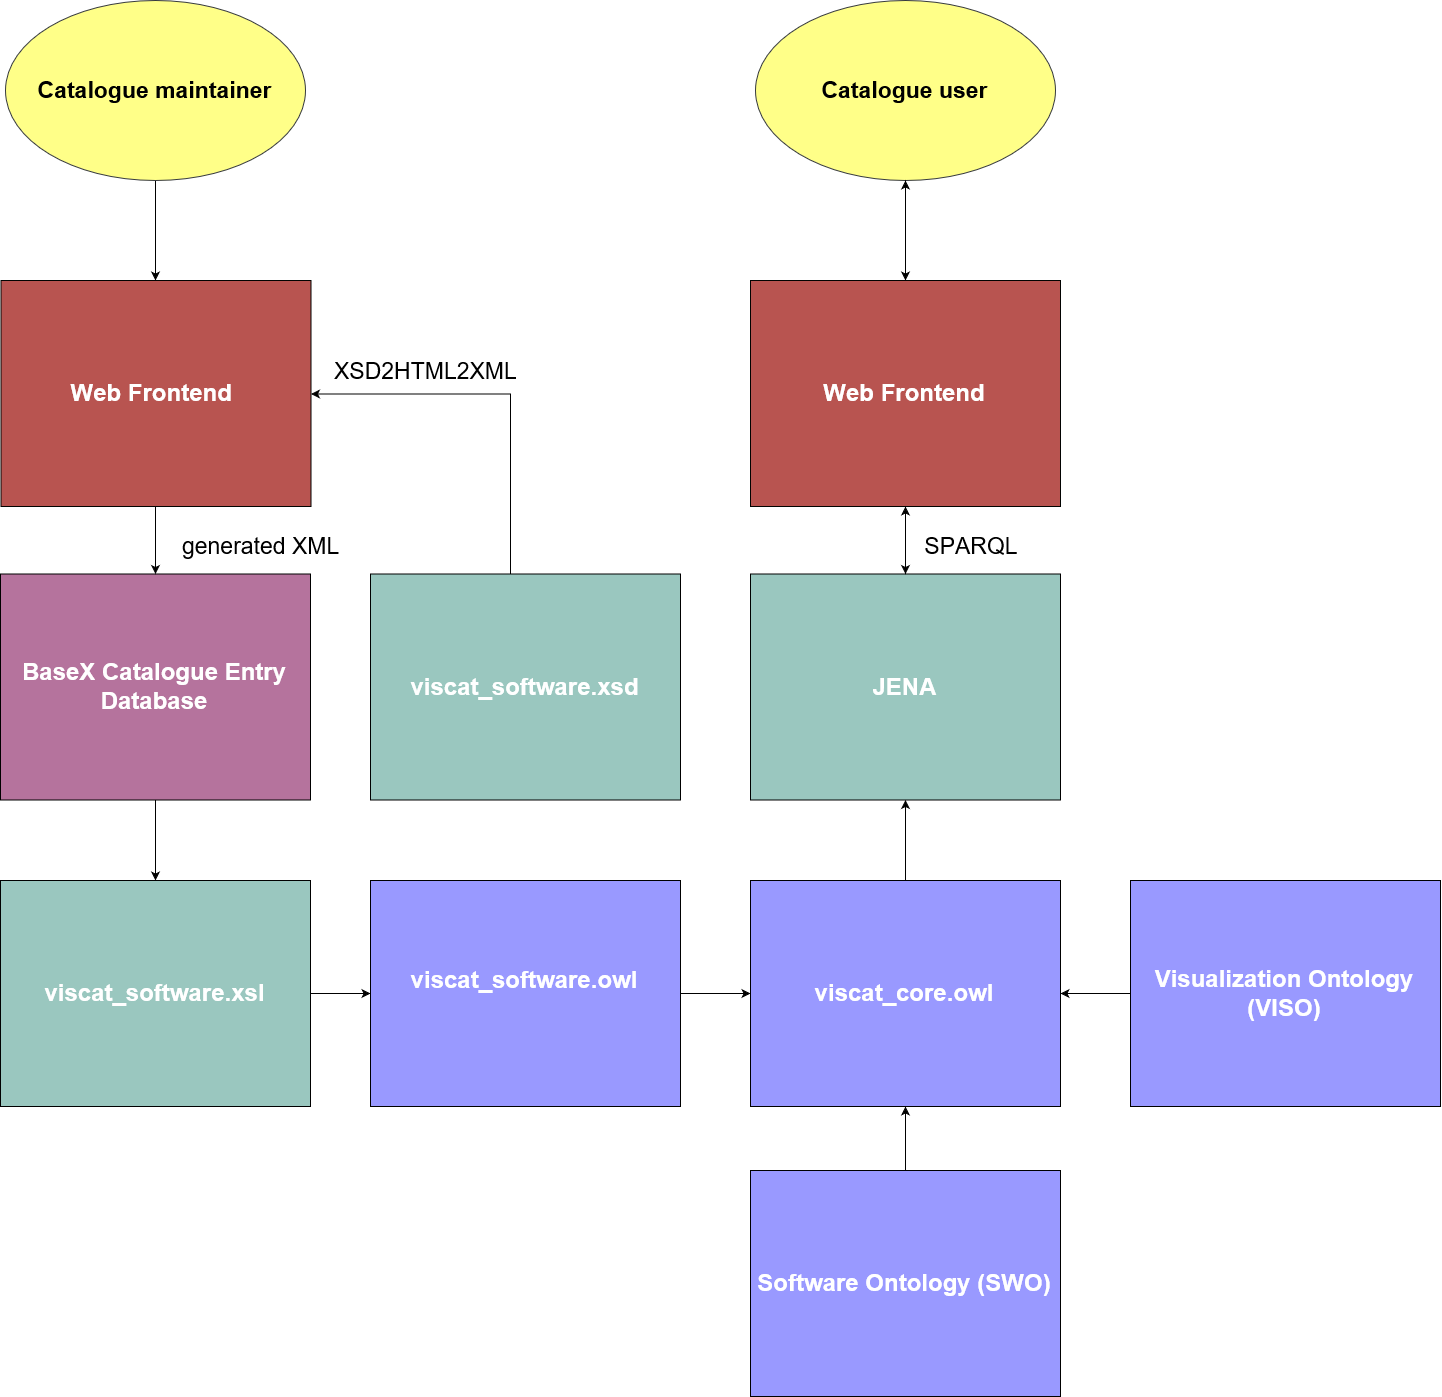 Catalogue maintainer
Catalogue user
Web Frontend
XSD2HTML2XML
Web Frontend
generated XML
SPARQL
BaseX Catalogue Entry
Database
viscat_software.xsd
JENA
viscat_software.xsl
viscat_software.owl
viscat_core.owl
Visualization Ontology
(VISO)
Software Ontology (SWO)